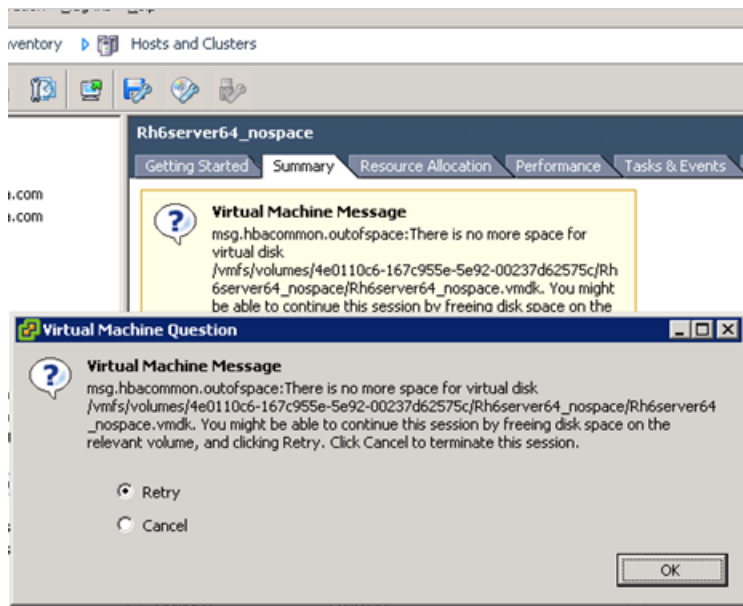 nventory Hosts and Clusters
Rh6server64_nospace
Getting Started Summary Resource Allocation Performance Tasks & Events
a.com
a.com
Virtual Machine Message
msg.hbacommon.outofspace:There is no more space for
virtual disk
/vmfs/volumes/4e0110c6-167c955e-5e92-00237d62575c/Rh
6server64_nospace/Rh6server64_nospace.vmdk. You might
be able to continue this session by freeing disk space on the
Virtual Machine Question
Virtual Machine Message
msg.hbacommon.outofspace:There is no more space for virtual disk
/vmfs/volumes/4e0110c6-167c955e-5e92-00237d62575c/Rh6server64_nospace/Rh6server64
_nospace.vmdk. You might be able to continue this session by freeing disk space on the
relevant volume, and clicking Retry. Click Cancel to terminate this session.
Retry
Cancel
OK